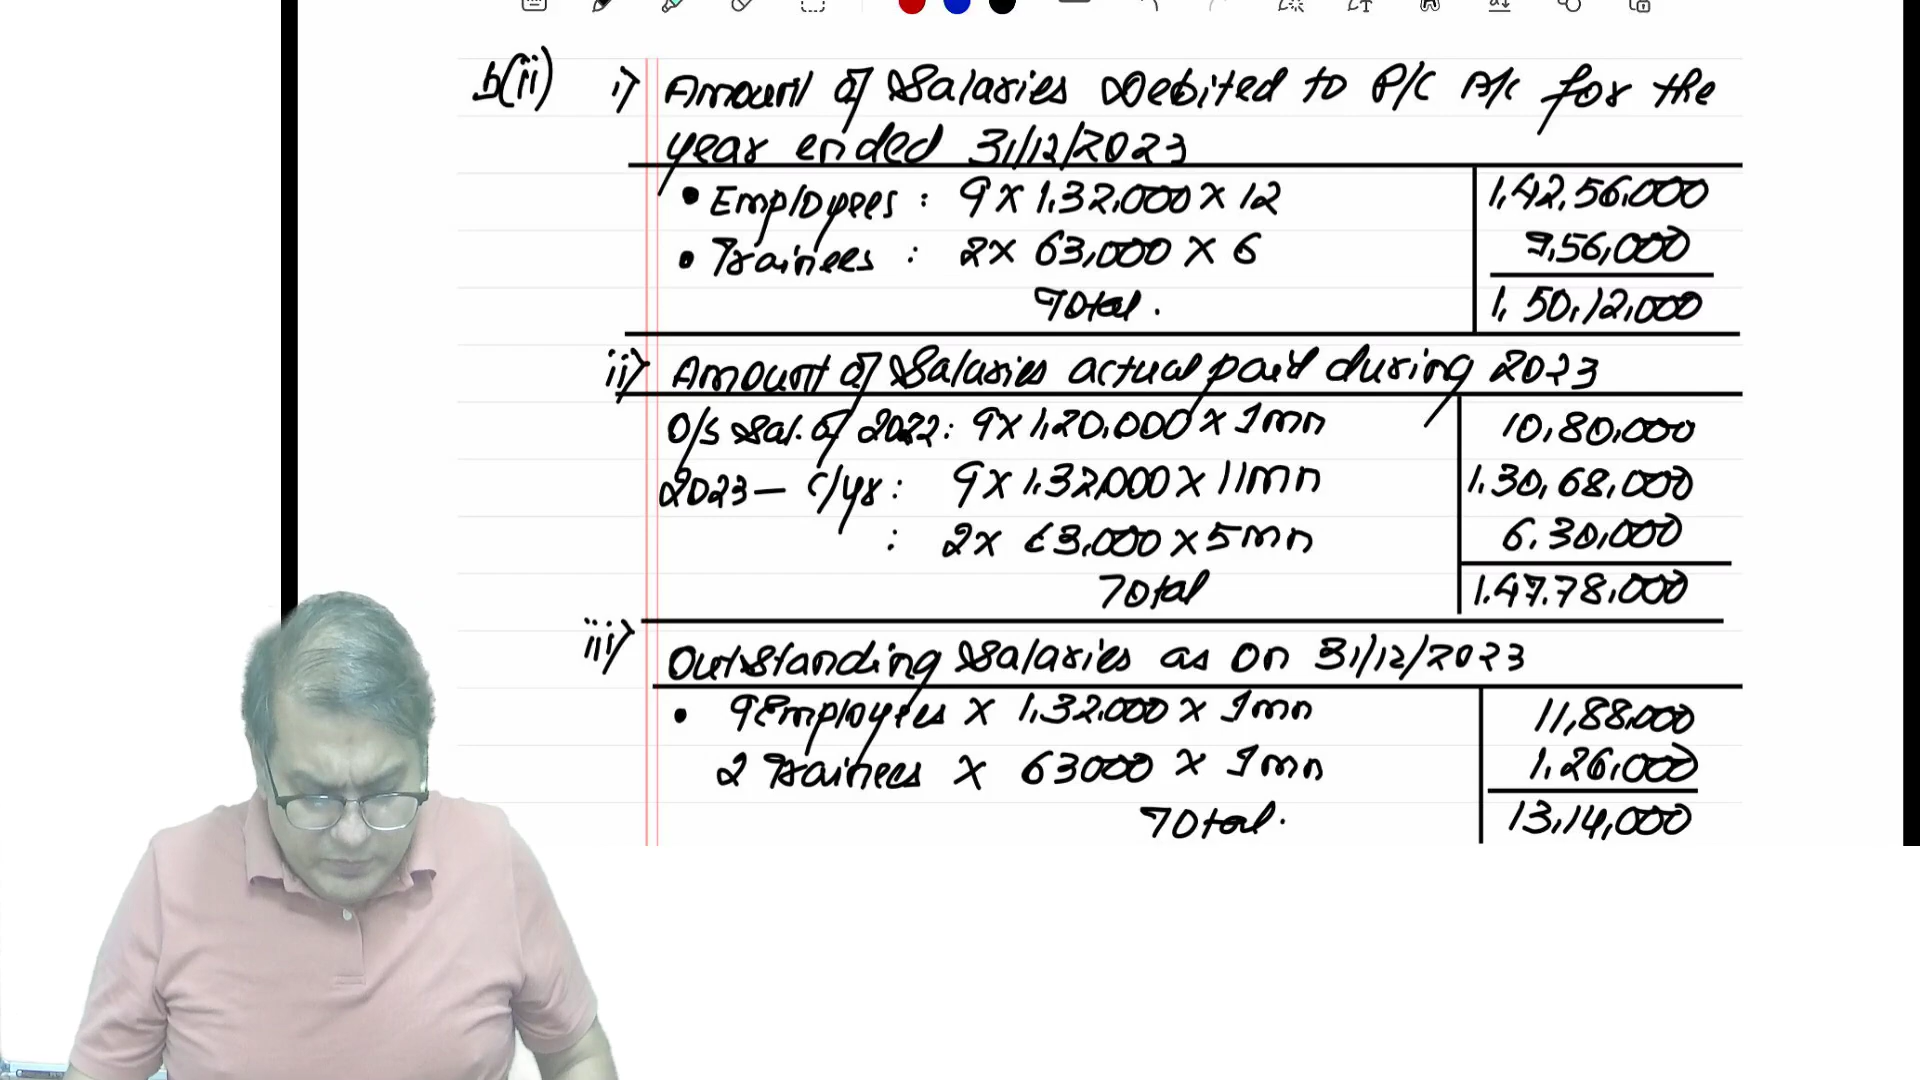 b(ii) i) Amount of Salaries Debited to P/L A/c for the
year ended 31/12/2023
• Employees : 9 x 1,32,000 x 12 1,42,56,000
• Trainees : 2x 63,000 x 6 7,56,000
Total. 1,50,12,000
ii) Amount of Salaries actual paid during 2023
O/S Sal. of 2022: 9x1,20,000 x 1mn 10,80,000
2023 - C/yr: 9x 1,32,000 x 11mn 1,30,68,000
: 2x 63,000 x 5mn 6,30,000
Total 1,47,78,000
iii) Outstanding Salaries as on 31/12/2023
• 9 Employees x 1,32,000 x 1mn 11,88,000
2 Trainees x 63000 x 1mn 1,26,000
Total. 13,14,000